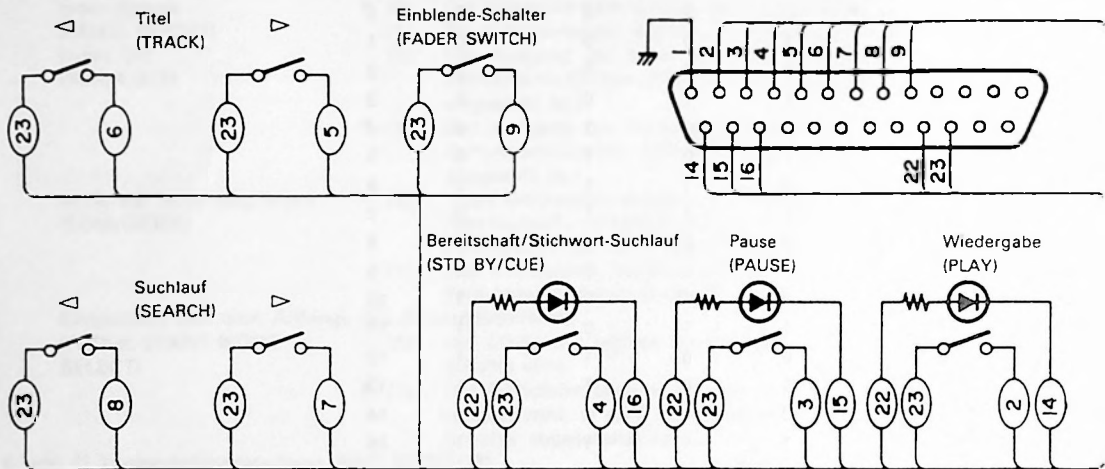 Titel
(TRACK)
Einblende-Schalter
(FADER SWITCH)
1 2 3 4 5 6 7 8 9
23 6 23 5 23 9
14 15 16 22 23
Suchlauf
(SEARCH)
Bereitschaft/Stichwort-Suchlauf
(STD BY/CUE)
Pause
(PAUSE)
Wiedergabe
(PLAY)
23 8 23 7 22 23 4 16 22 23 3 15 22 23 2 14